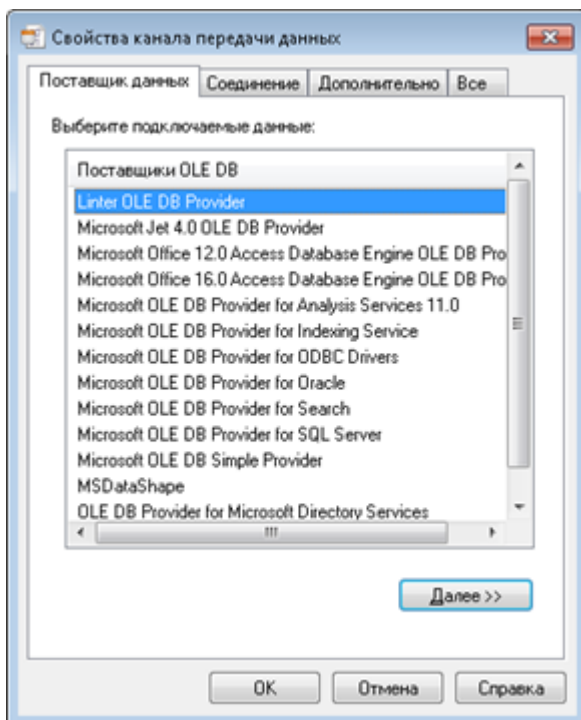 Свойства канала передачи данных
Поставщик данных Соединение Дополнительно Все
Выберите подключаемые данные:
Поставщики OLE DB
Linter OLE DB Provider
Microsoft Jet 4.0 OLE DB Provider
Microsoft Office 12.0 Access Database Engine OLE DB Pro
Microsoft Office 16.0 Access Database Engine OLE DB Pro
Microsoft OLE DB Provider for Analysis Services 11.0
Microsoft OLE DB Provider for Indexing Service
Microsoft OLE DB Provider for ODBC Drivers
Microsoft OLE DB Provider for Oracle
Microsoft OLE DB Provider for Search
Microsoft OLE DB Provider for SQL Server
Microsoft OLE DB Simple Provider
MSDataShape
OLE DB Provider for Microsoft Directory Services
Далее >>
OK Отмена Справка